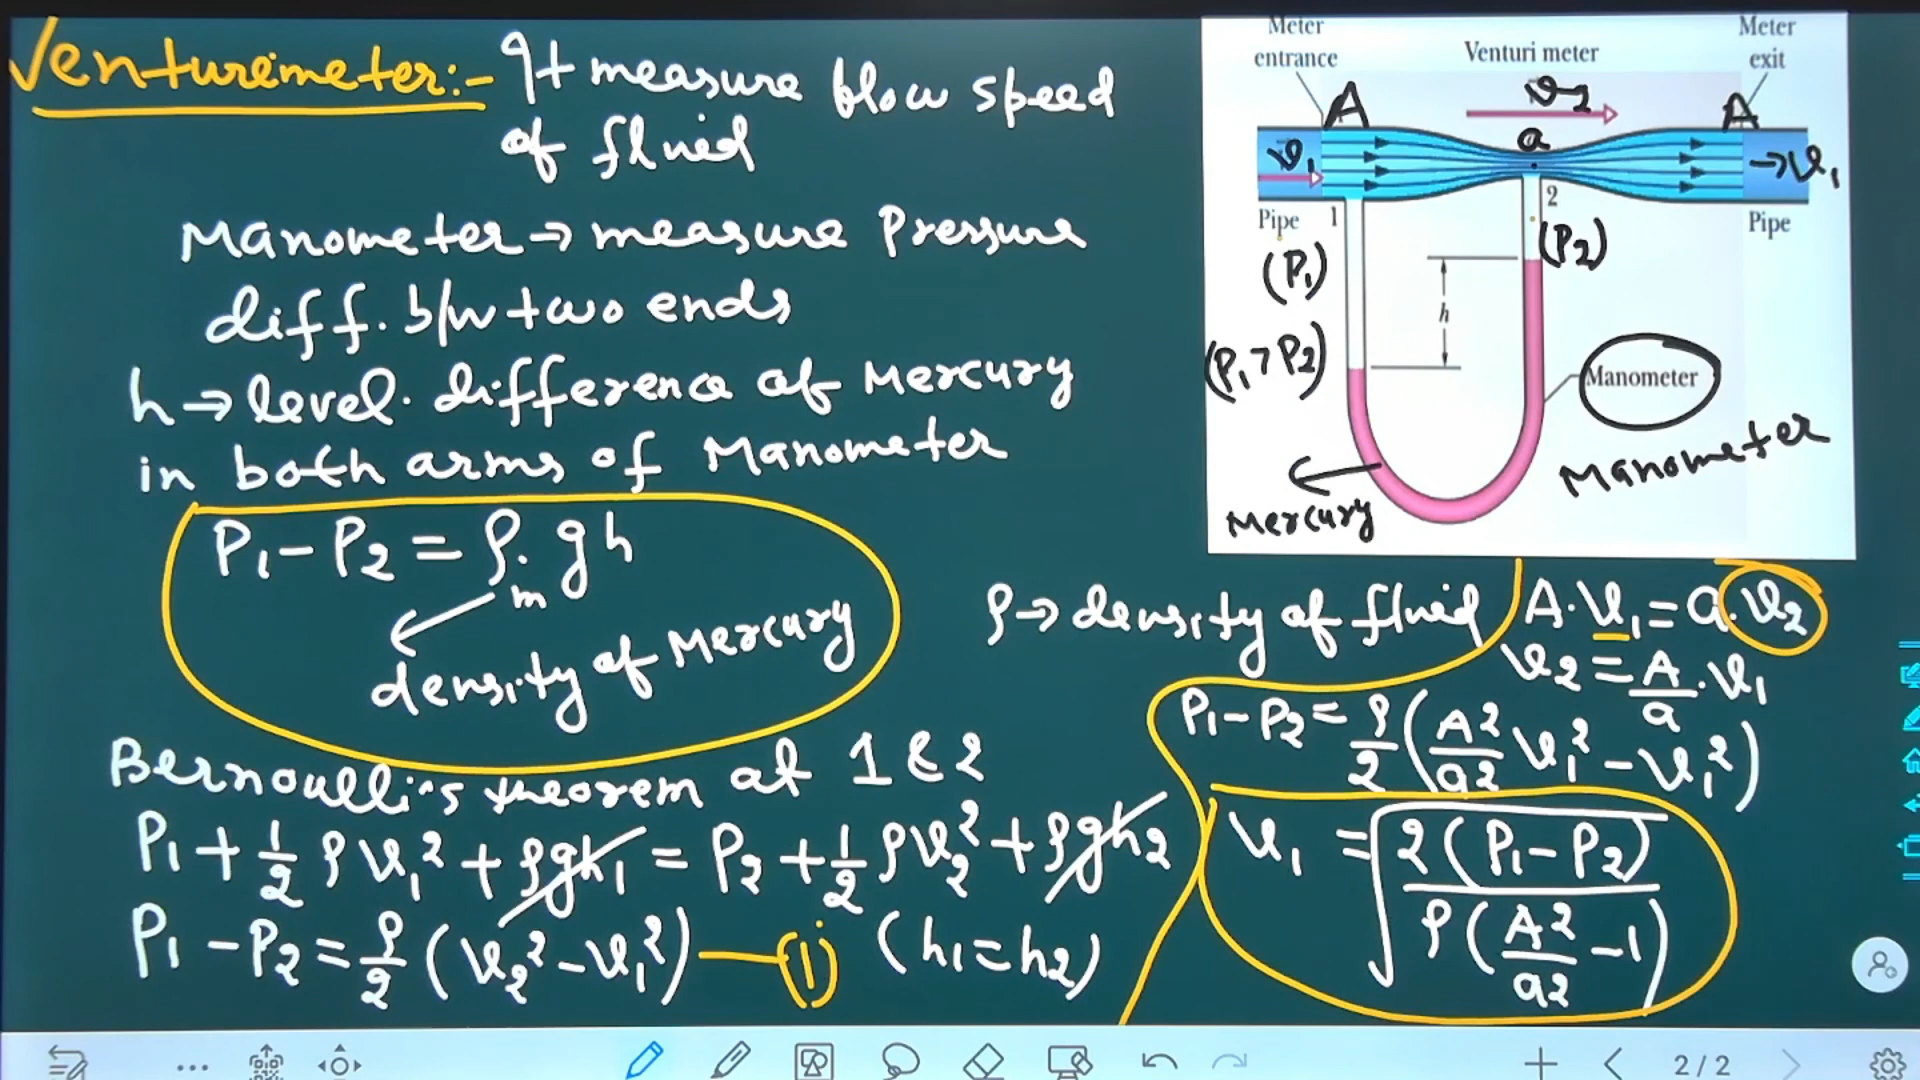 Venturimeter:- It measure flow speed
of fluid
Manometer → measure Pressure
diff. b/w two ends
h → level difference of Mercury
in both arms of Manometer
P₁ - P₂ = ρₘ gh
density of Mercury
Bernoulli's theorem at 1 & 2
P₁ + 1/2 ρv₁² + ρgh₁ = P₂ + 1/2 ρv₂² + ρgh₂
P₁ - P₂ = ρ/2 (v₂² - v₁²) — (1) (h₁ = h₂)
Meter
entrance
Venturi meter
Meter
exit
A
v₂
A
a
v₁
→ v₁
Pipe
1
2
Pipe
(P₁)
(P₂)
h
(P₁ > P₂)
Manometer
Manometer
Mercury
ρ → density of fluid
A·v₁ = a·v₂
v₂ = A/a · v₁
P₁ - P₂ = ρ/2 (A²/a² v₁² - v₁²)
v₁ = √(2(P₁ - P₂) / ρ(A²/a² - 1))
2/2